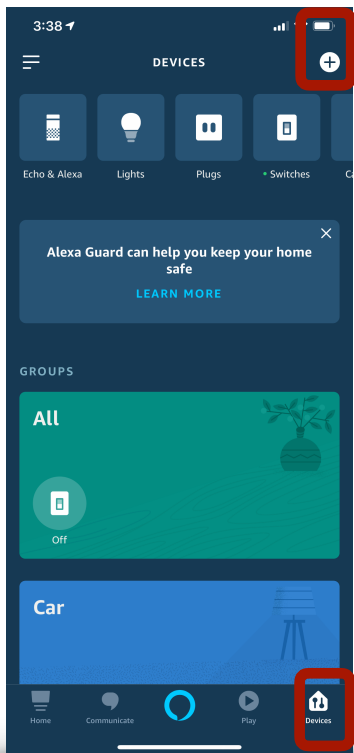 3:38
DEVICES
Echo & Alexa
Lights
Plugs
Switches
Ca
Alexa Guard can help you keep your home
safe
LEARN MORE
GROUPS
All
Off
Car
Home
Communicate
Play
Devices